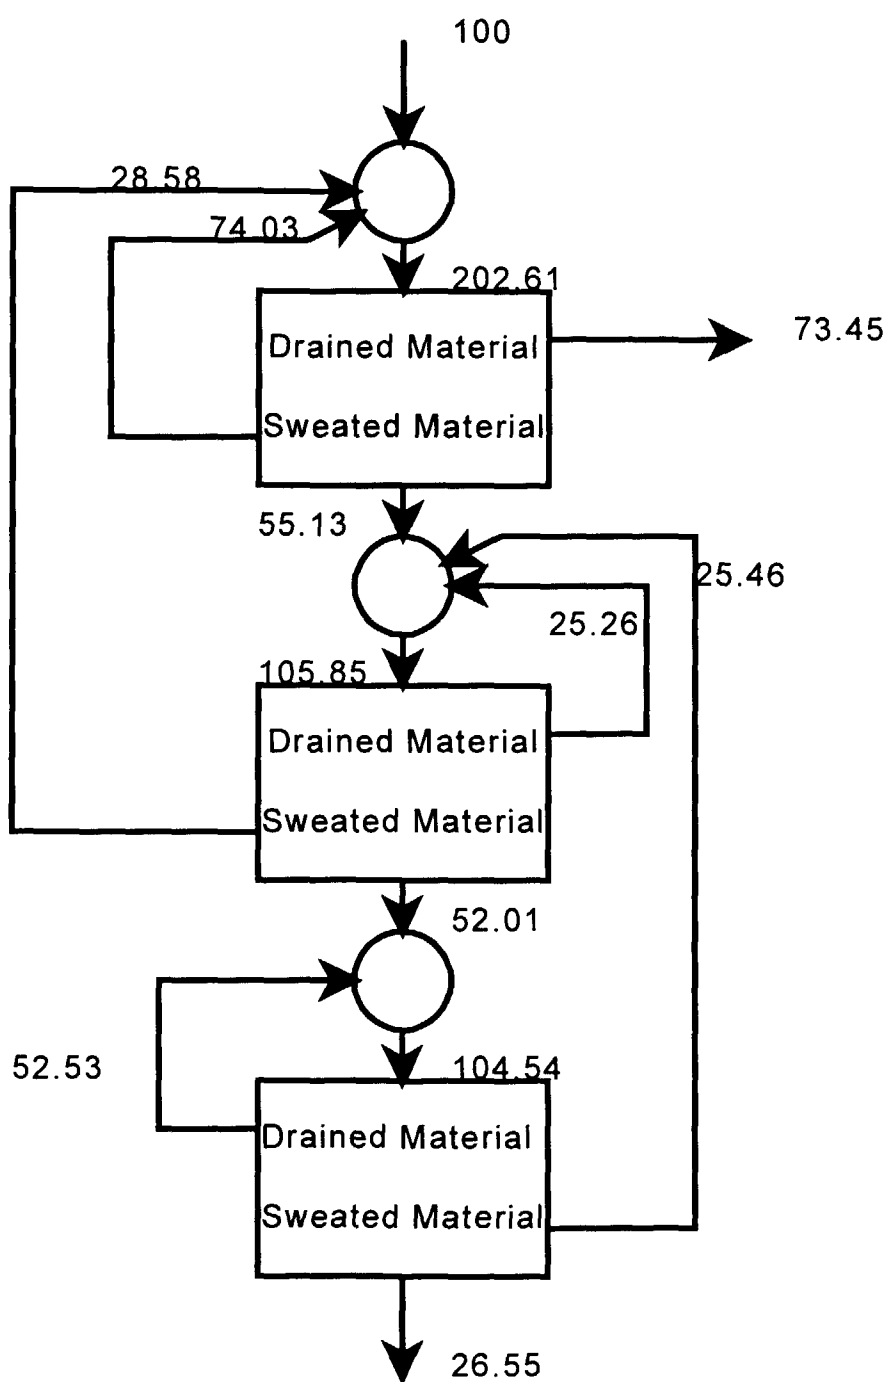 100
28.58
74.03
202.61
73.45
Drained Material
Sweated Material
55.13
25.46
25.26
105.85
Drained Material
Sweated Material
52.01
52.53
104.54
Drained Material
Sweated Material
26.55